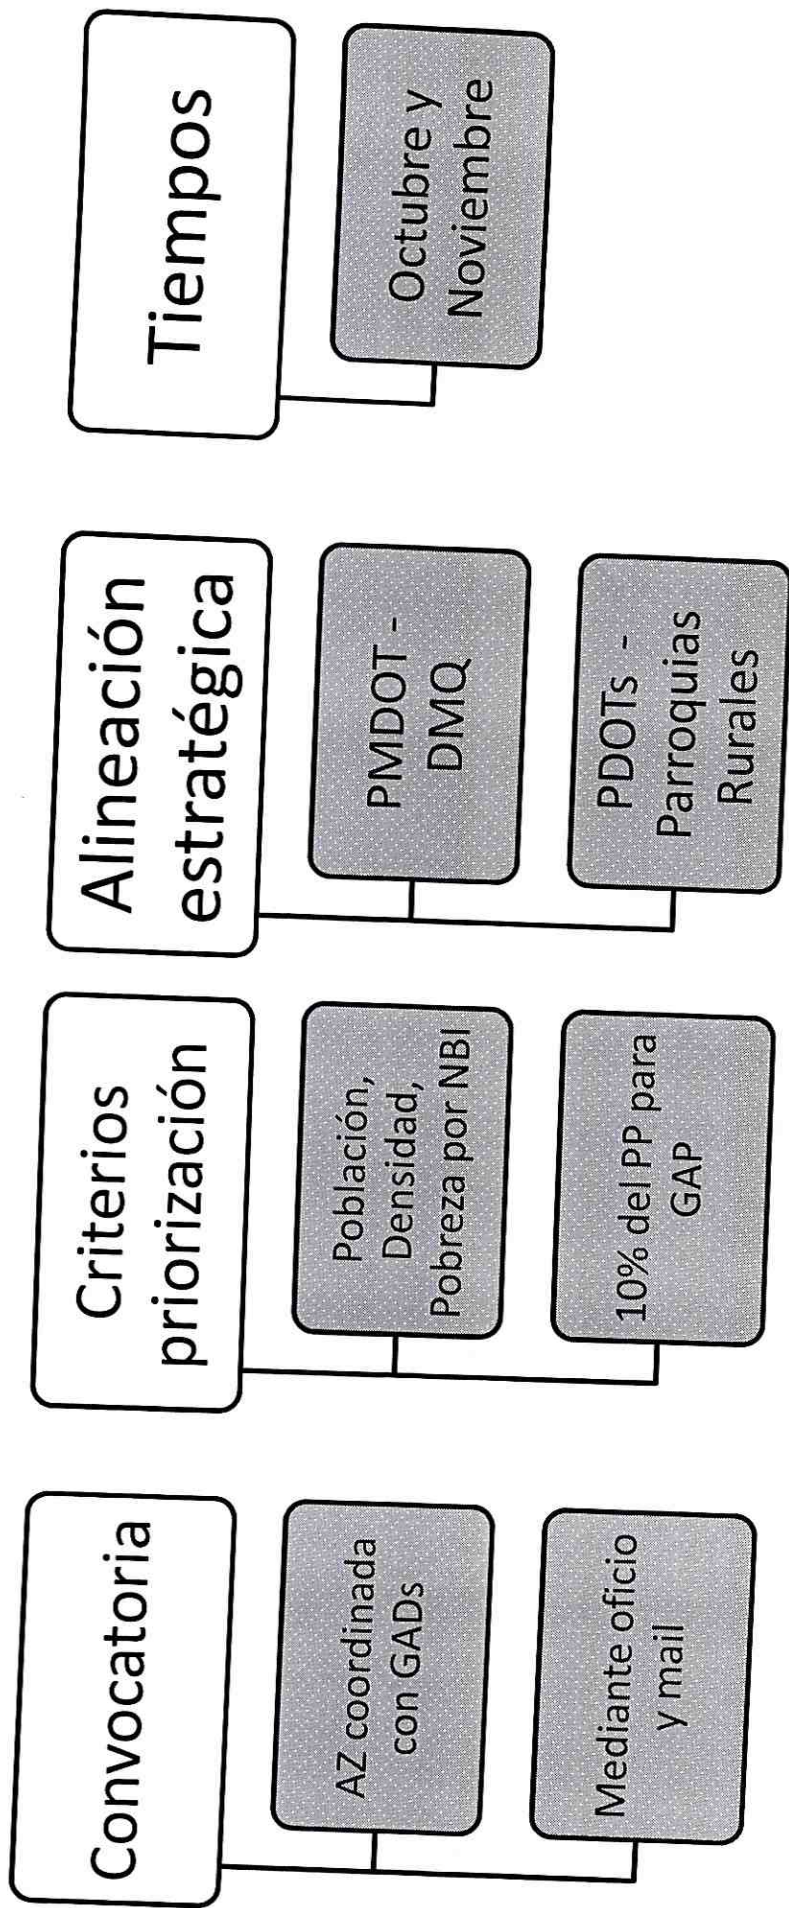 Convocatoria
AZ coordinada
con GADs
Mediante oficio
y mail
Criterios
priorización
Población,
Densidad,
Pobreza por NBI
10% del PP para
GAP
Alineación
estratégica
PMDOT -
DMQ
PDOTs -
Parroquias
Rurales
Tiempos
Octubre y
Noviembre